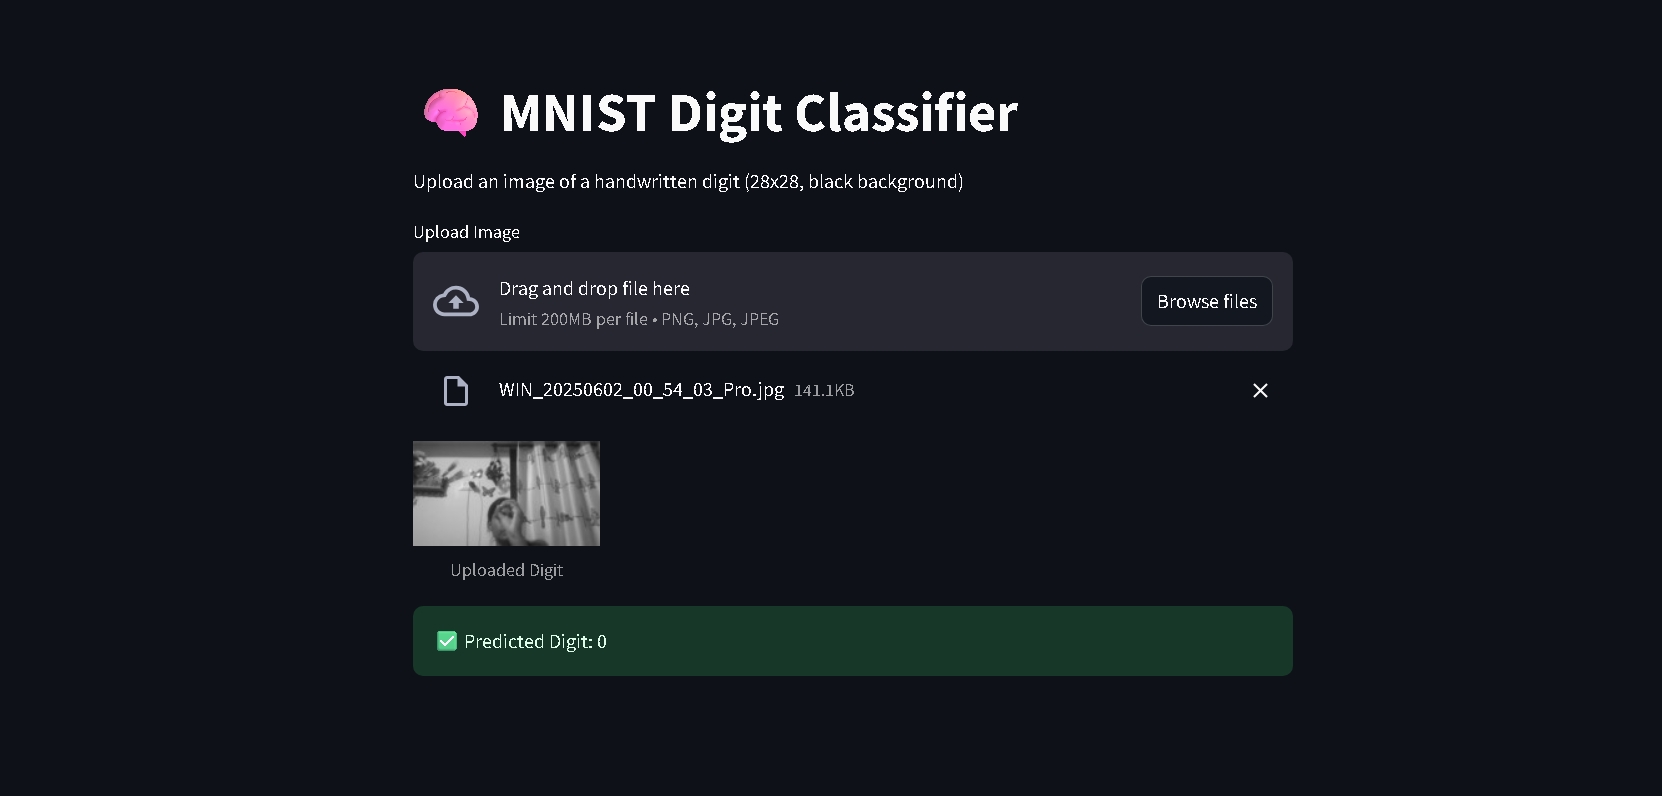 MNIST Digit Classifier
Upload an image of a handwritten digit (28x28, black background)
Upload Image
Drag and drop file here
Limit 200MB per file • PNG, JPG, JPEG
Browse files
WIN_20250602_00_54_03_Pro.jpg 141.1KB
Uploaded Digit
Predicted Digit: 0